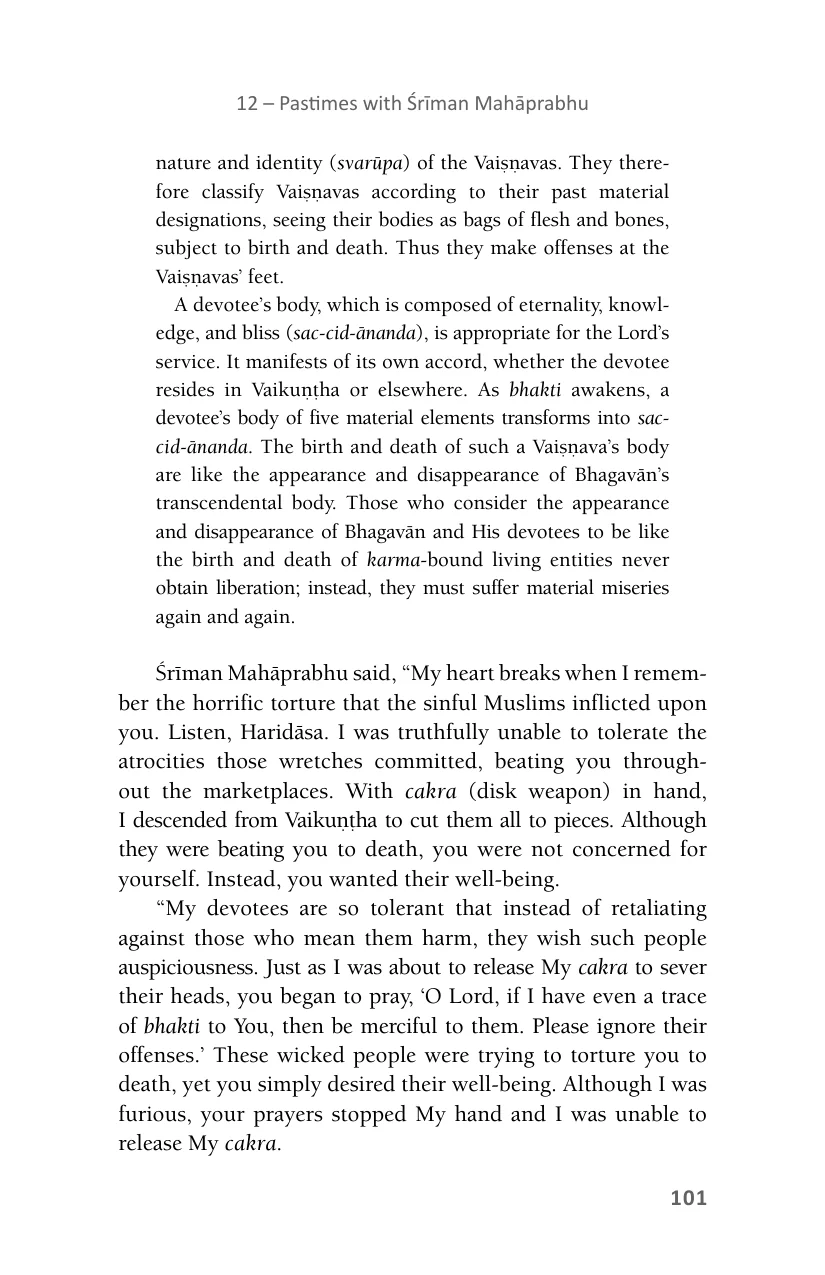 12 – Pastimes with Śrīman Mahāprabhu
nature and identity (svarūpa) of the Vaiṣṇavas. They there-
fore classify Vaiṣṇavas according to their past material
designations, seeing their bodies as bags of flesh and bones,
subject to birth and death. Thus they make offenses at the
Vaiṣṇavas’ feet.
A devotee’s body, which is composed of eternality, knowl-
edge, and bliss (sac-cid-ānanda), is appropriate for the Lord’s
service. It manifests of its own accord, whether the devotee
resides in Vaikuṇṭha or elsewhere. As bhakti awakens, a
devotee’s body of five material elements transforms into sac-
cid-ānanda. The birth and death of such a Vaiṣṇava’s body
are like the appearance and disappearance of Bhagavān’s
transcendental body. Those who consider the appearance
and disappearance of Bhagavān and His devotees to be like
the birth and death of karma-bound living entities never
obtain liberation; instead, they must suffer material miseries
again and again.
Śrīman Mahāprabhu said, “My heart breaks when I remem-
ber the horrific torture that the sinful Muslims inflicted upon
you. Listen, Haridāsa. I was truthfully unable to tolerate the
atrocities those wretches committed, beating you through-
out the marketplaces. With cakra (disk weapon) in hand,
I descended from Vaikuṇṭha to cut them all to pieces. Although
they were beating you to death, you were not concerned for
yourself. Instead, you wanted their well-being.
“My devotees are so tolerant that instead of retaliating
against those who mean them harm, they wish such people
auspiciousness. Just as I was about to release My cakra to sever
their heads, you began to pray, ‘O Lord, if I have even a trace
of bhakti to You, then be merciful to them. Please ignore their
offenses.’ These wicked people were trying to torture you to
death, yet you simply desired their well-being. Although I was
furious, your prayers stopped My hand and I was unable to
release My cakra.
101